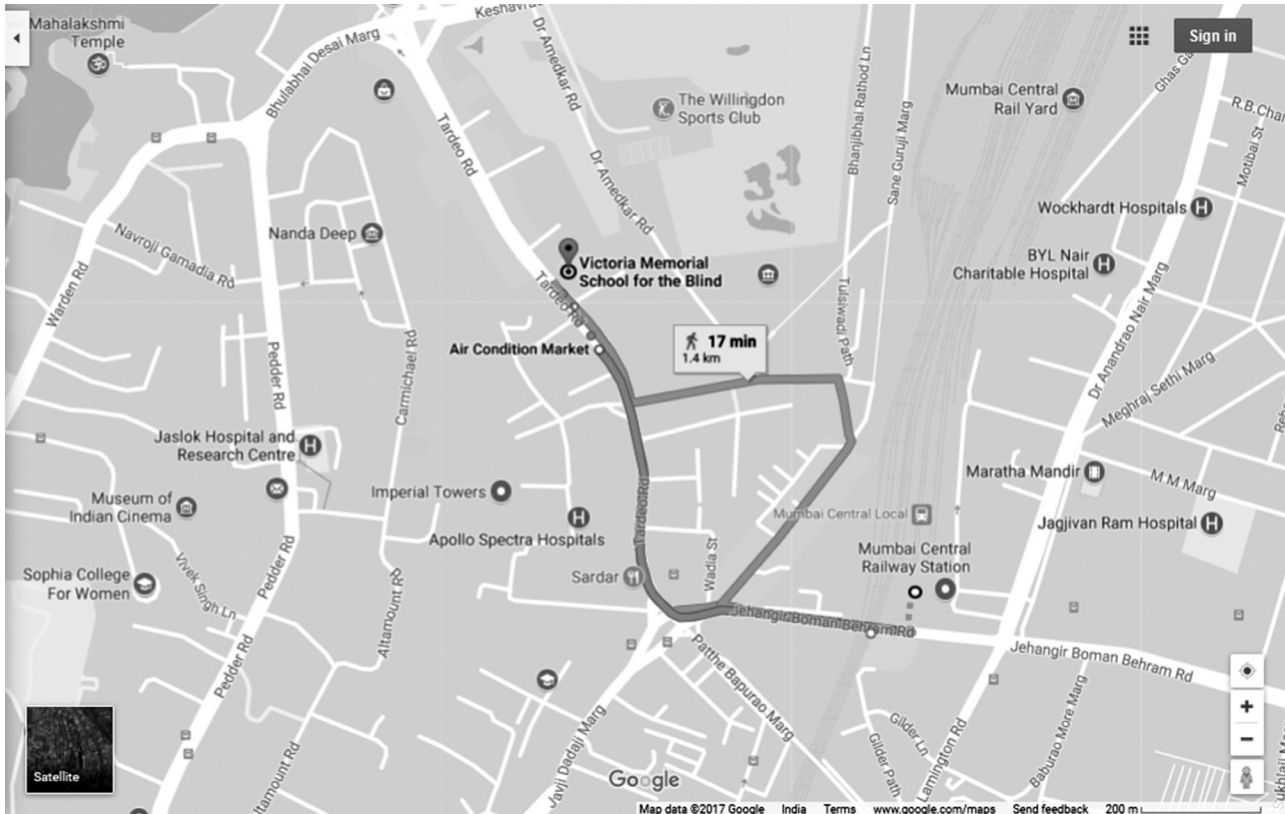 Mahalakshmi
Temple
Bhulabhai Desai Marg
Dr Amedkar Rd
Sign in
The Willingdon
Sports Club
Mumbai Central
Rail Yard
Tardeo Rd
Dr Amedkar Rd
Bhanjibhai Rathod Ln
Sane Guruji Marg
Motibai St
Wockhardt Hospitals
Nanda Deep
Navroji Gamadia Rd
Warden Rd
BYL Nair
Charitable Hospital
Victoria Memorial
School for the Blind
Tardeo Rd
Tulsiwadi Path
Dr Anandrao Nair Marg
Air Condition Market
17 min
1.4 km
Pedder Rd
Carmichael Rd
Meghraj Sethi Marg
Jaslok Hospital and
Research Centre
Imperial Towers
Maratha Mandir
M M Marg
Museum of
Indian Cinema
Tardeo Rd
Mumbai Central Local
Jagjivan Ram Hospital
Apollo Spectra Hospitals
Wadia St
Mumbai Central
Railway Station
Sardar
Sophia College
For Women
Vivek Singh Ln
Pedder Rd
Altamount Rd
Jehangir Boman Behram Rd
Jehangir Boman Behram Rd
Patthe Bapurao Marg
Pedder Rd
Javji Dadaji Marg
Gilder Ln
Gilder Path
Lamington Rd
Baburao More Marg
Altamount Rd
Satellite
Google
Map data ©2017 Google India Terms www.google.com/maps Send feedback 200 m